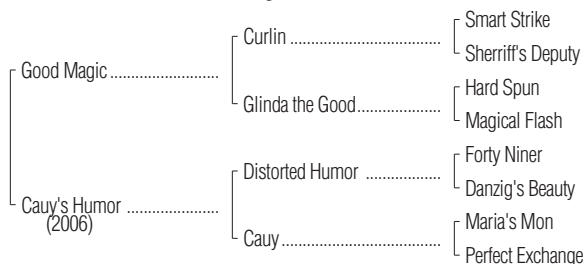 Smart Strike
Curlin ........................................
Sherriff's Deputy
Good Magic .............................
Hard Spun
Glinda the Good......................
Magical Flash
Forty Niner
Distorted Humor ....................
Danzig's Beauty
Cauy's Humor ........................
(2006)
Maria's Mon
Cauy..........................................
Perfect Exchange